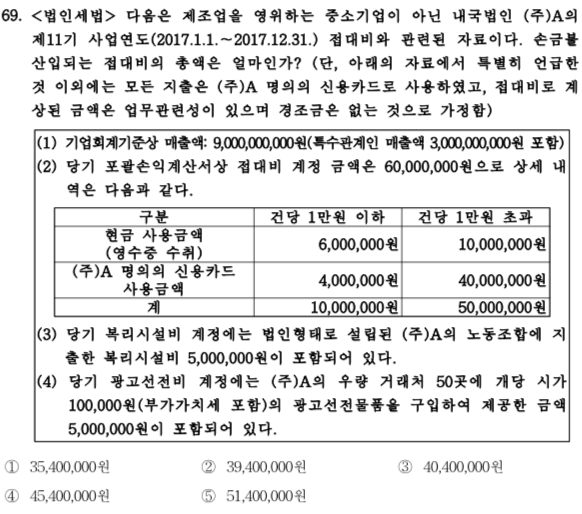 69. <법인세법> 다음은 제조업을 영위하는 중소기업이 아닌 내국법인 (주)A의
제11기 사업연도(2017.1.1.~2017.12.31.) 접대비와 관련된 자료이다. 손금불
산입되는 접대비의 총액은 얼마인가? (단, 아래의 자료에서 특별히 언급한
것 이외에는 모든 지출은 (주)A 명의의 신용카드로 사용하였고, 접대비로 계
상된 금액은 업무관련성이 있으며 경조금은 없는 것으로 가정함)
(1) 기업회계기준상 매출액: 9,000,000,000원(특수관계인 매출액 3,000,000,000원 포함)
(2) 당기 포괄손익계산서상 접대비 계정 금액은 60,000,000원으로 상세 내
역은 다음과 같다.
구분 건당 1만원 이하 건당 1만원 초과
현금 사용금액
(영수증 수취) 6,000,000원 10,000,000원
(주)A 명의의 신용카드
사용금액 4,000,000원 40,000,000원
계 10,000,000원 50,000,000원
(3) 당기 복리시설비 계정에는 법인형태로 설립된 (주)A의 노동조합에 지
출한 복리시설비 5,000,000원이 포함되어 있다.
(4) 당기 광고선전비 계정에는 (주)A의 우량 거래처 50곳에 개당 시가
100,000원(부가가치세 포함)의 광고선전물품을 구입하여 제공한 금액
5,000,000원이 포함되어 있다.
① 35,400,000원 ② 39,400,000원 ③ 40,400,000원
④ 45,400,000원 ⑤ 51,400,000원